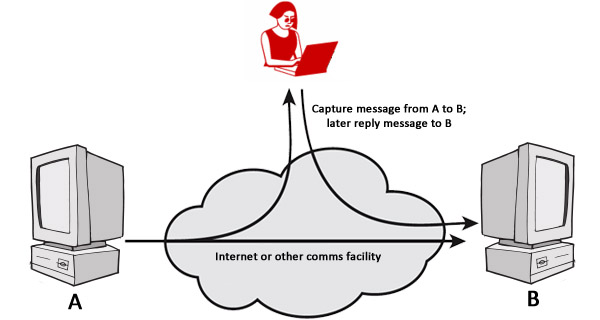 Capture message from A to B;
later reply message to B
Internet or other comms facility
A
B